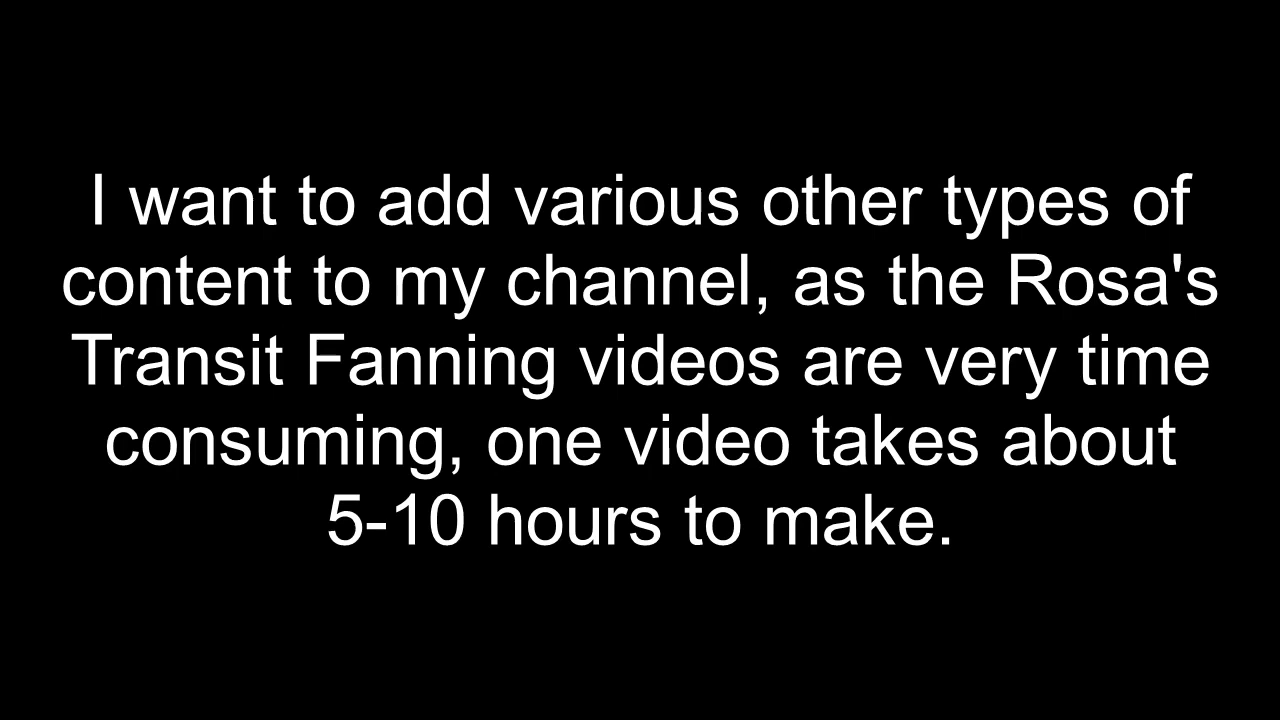 I want to add various other types of
content to my channel, as the Rosa's
Transit Fanning videos are very time
consuming, one video takes about
5-10 hours to make.